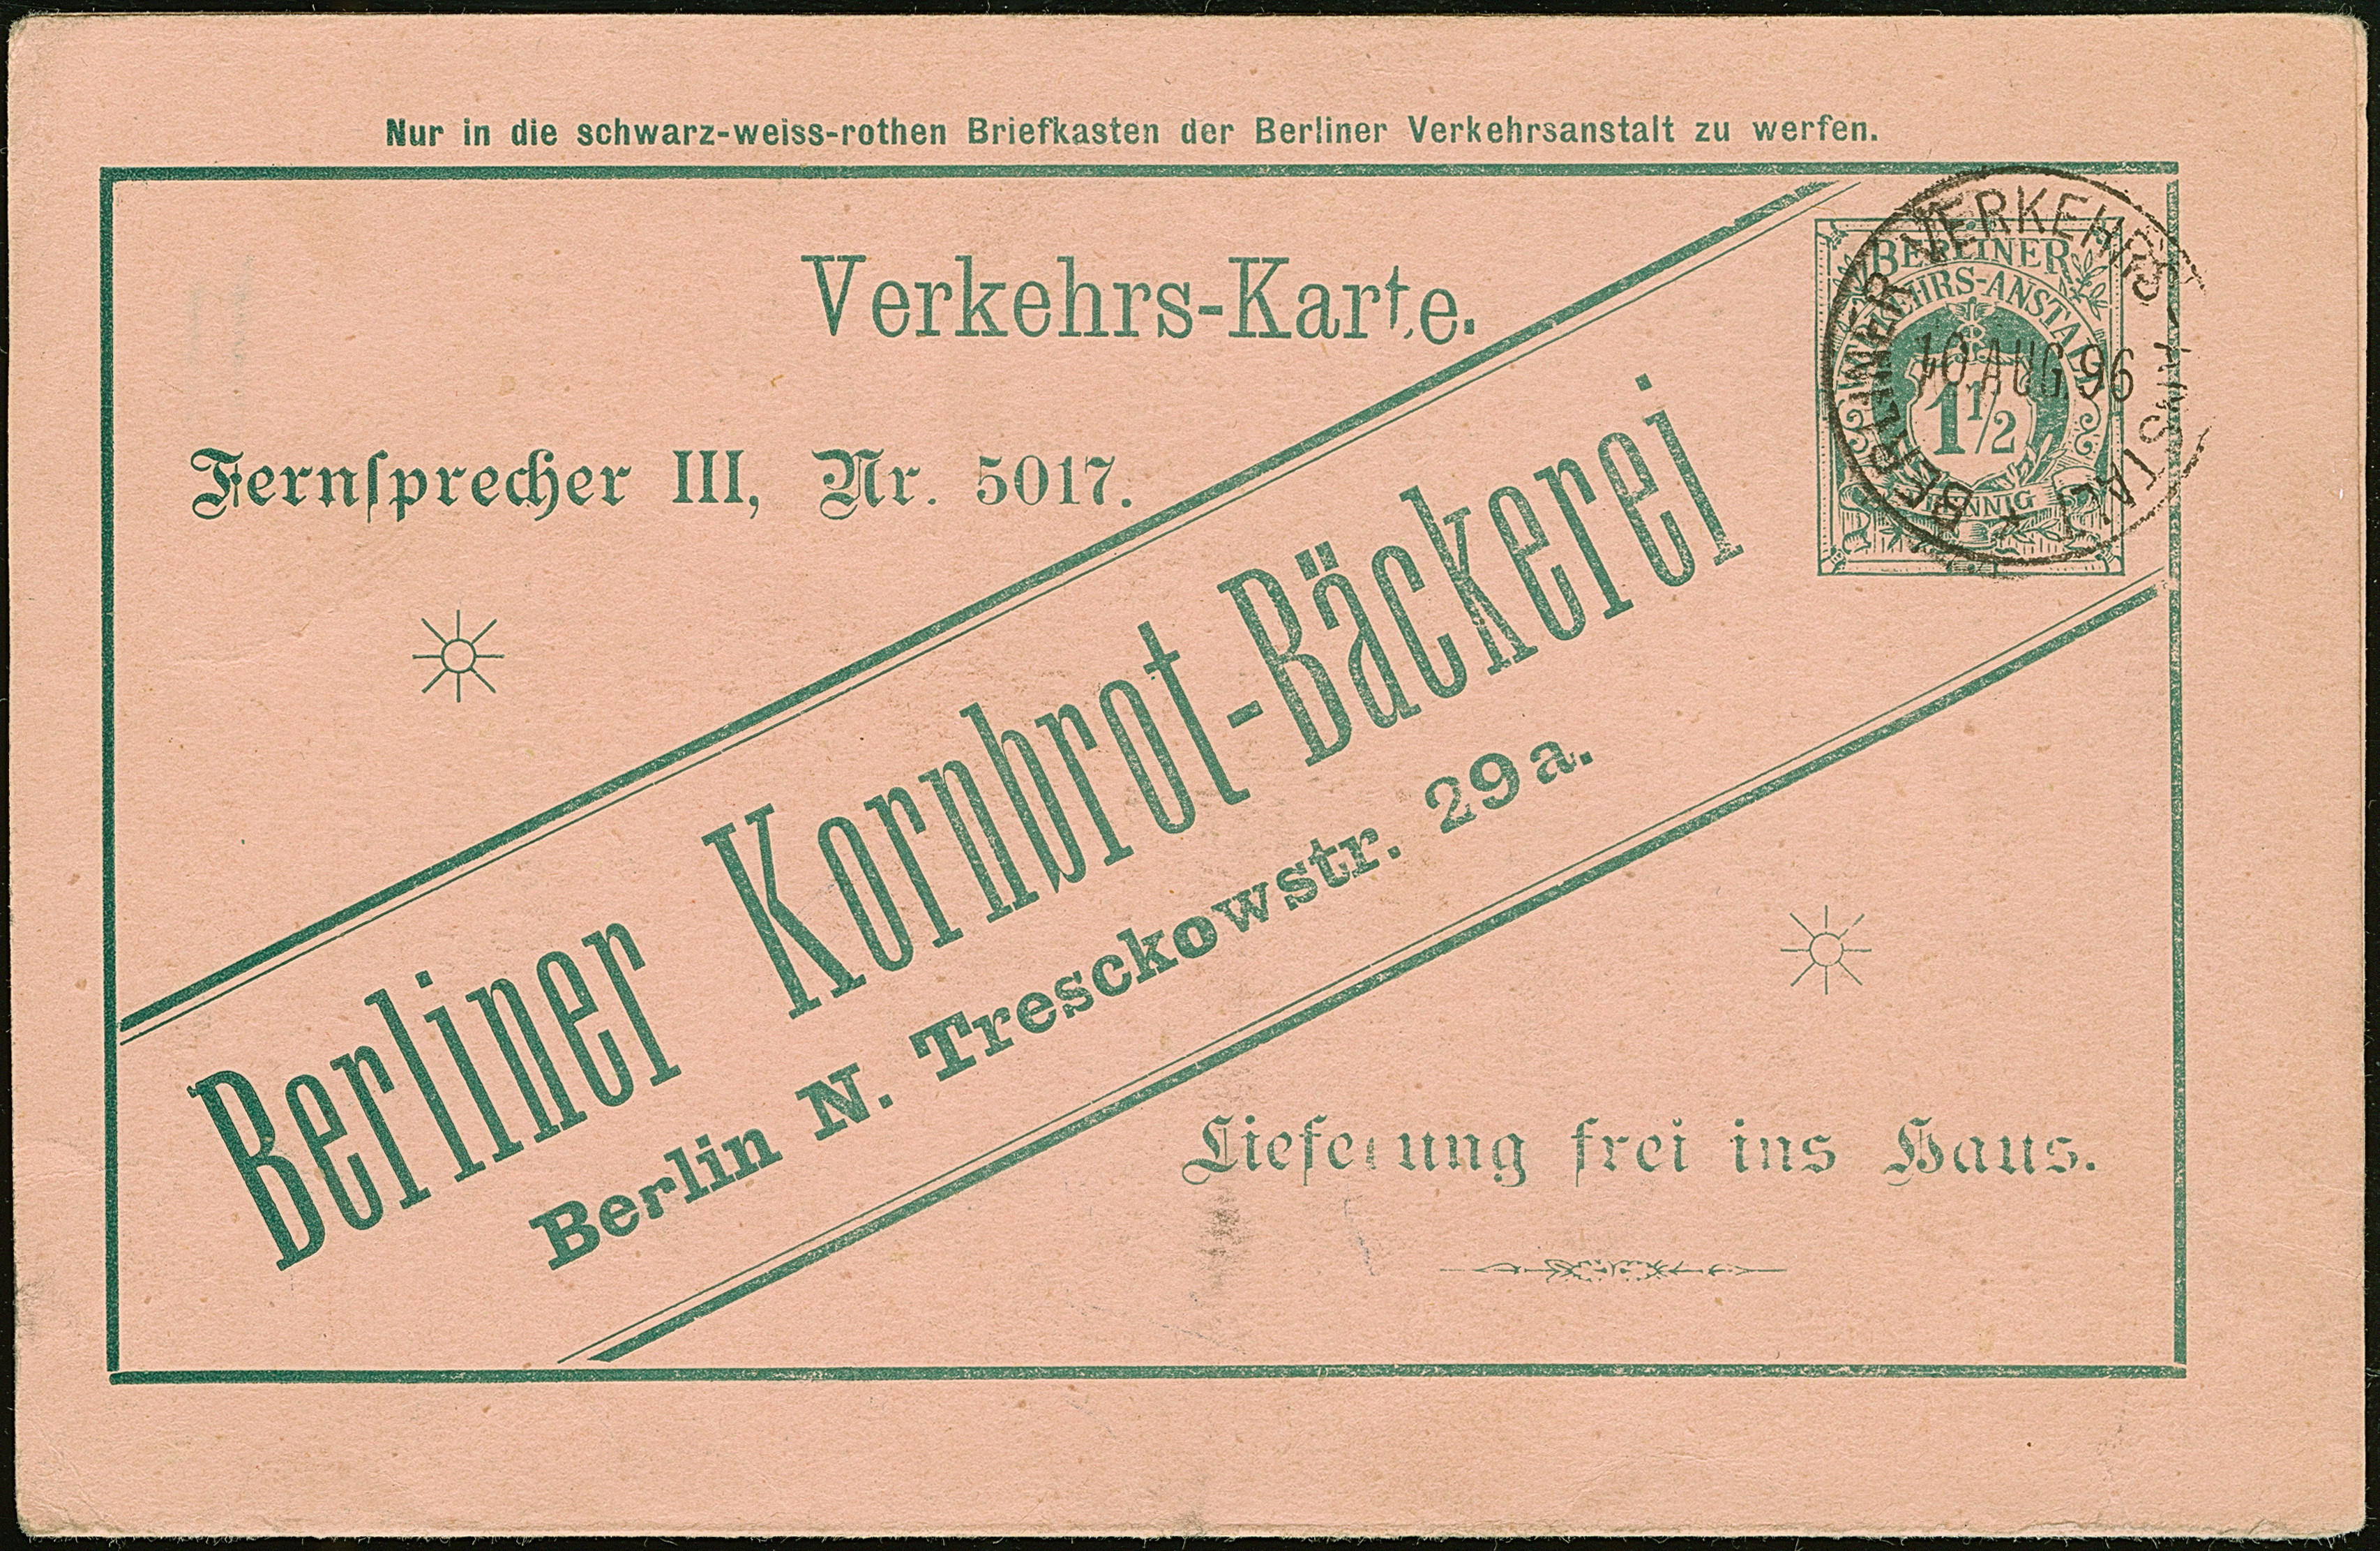 Nur in die schwarz-weiss-rothen Briefkasten der Berliner Verkehrsanstalt zu werfen.
Verkehrs-Karte.
BERLINER
VERKEHRS-ANSTALT
1 1/2
PFENNIG
BERLINER VERKEHRS-ANSTALT
10 AUG 96
Fernsprecher III, Nr. 5017.
Berliner Kornbrot-Bäckerei
Berlin N. Tresckowstr. 29a.
Lieferung frei ins Haus.